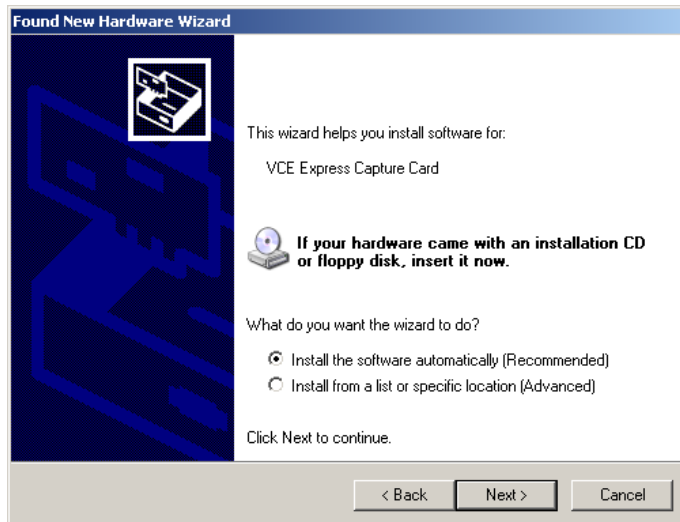 Found New Hardware Wizard
This wizard helps you install software for:
VCE Express Capture Card
If your hardware came with an installation CD
or floppy disk, insert it now.
What do you want the wizard to do?
Install the software automatically (Recommended)
Install from a list or specific location (Advanced)
Click Next to continue.
< Back Next > Cancel